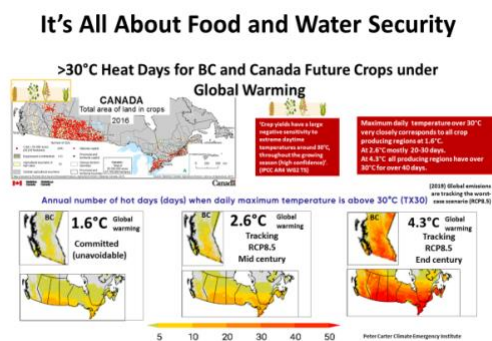 It's All About Food and Water Security
>30°C Heat Days for BC and Canada Future Crops under
Global Warming
CANADA
Total area of land in crops
2016
Canada
'Crop yields have a large
negative sensitivity to
extreme daytime
temperatures around 30°C,
throughout the growing
season (high confidence)'.
(IPCC AR4 WG2 TS)
Maximum daily temperature over 30°C
very closely corresponds to all crop
producing regions at 1.6°C.
At 2.6°C mostly 20-30 days.
At 4.3°C all producing regions have over
30°C for over 40 days.
(2019) Global emissions
are tracking the worst-
case scenario (RCP8.5)
Annual number of hot days (days) when daily maximum temperature is above 30°C (TX30)
BC
1.6°C Global
warming
Committed
(unavoidable)
BC
2.6°C Global
warming
Tracking
RCP8.5
Mid century
BC
4.3°C Global
warming
Tracking
RCP8.5
End century
5 10 20 30 40 50
Peter Carter Climate Emergency Institute